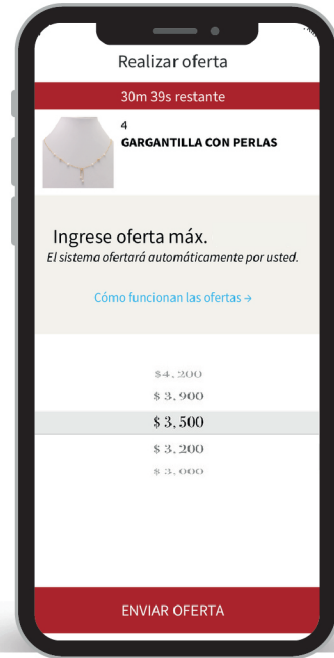 Realizar oferta
30m 39s restante
4
GARGANTILLA CON PERLAS
Ingrese oferta máx.
El sistema ofertará automáticamente por usted.
Cómo funcionan las ofertas →
$4, 200
$ 3, 900
$ 3, 500
$ 3, 200
$ 3, 000
ENVIAR OFERTA